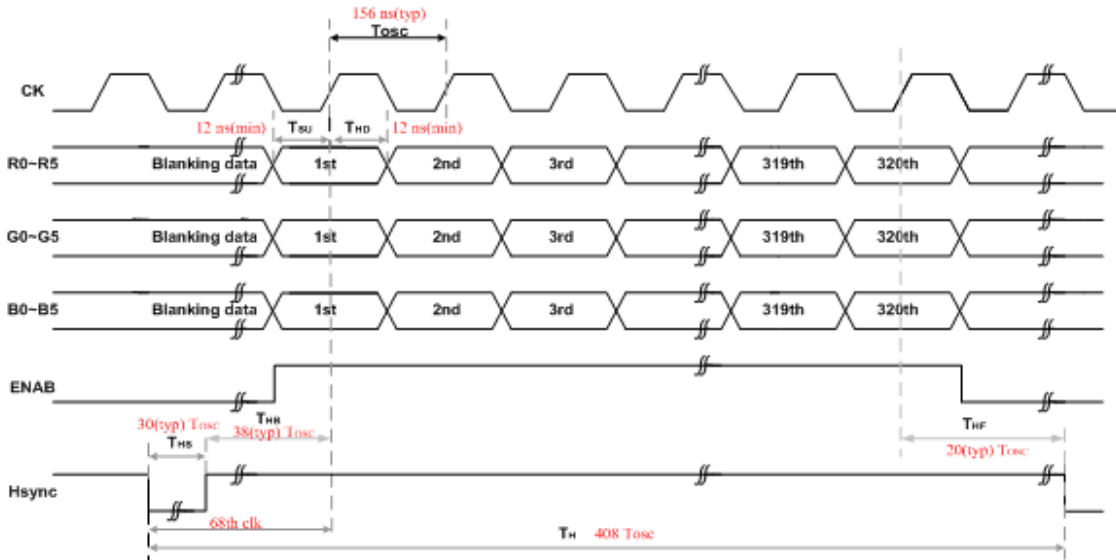 156 ns(typ)
Tosc
CK
12 ns(min) TSU THD 12 ns(min)
R0~R5 Blanking data 1st 2nd 3rd 319th 320th
G0~G5 Blanking data 1st 2nd 3rd 319th 320th
B0~B5 Blanking data 1st 2nd 3rd 319th 320th
ENAB
30(typ) Tosc THB THF
THS 38(typ) Tosc 20(typ) Tosc
Hsync
68th clk
TH 408 Tosc